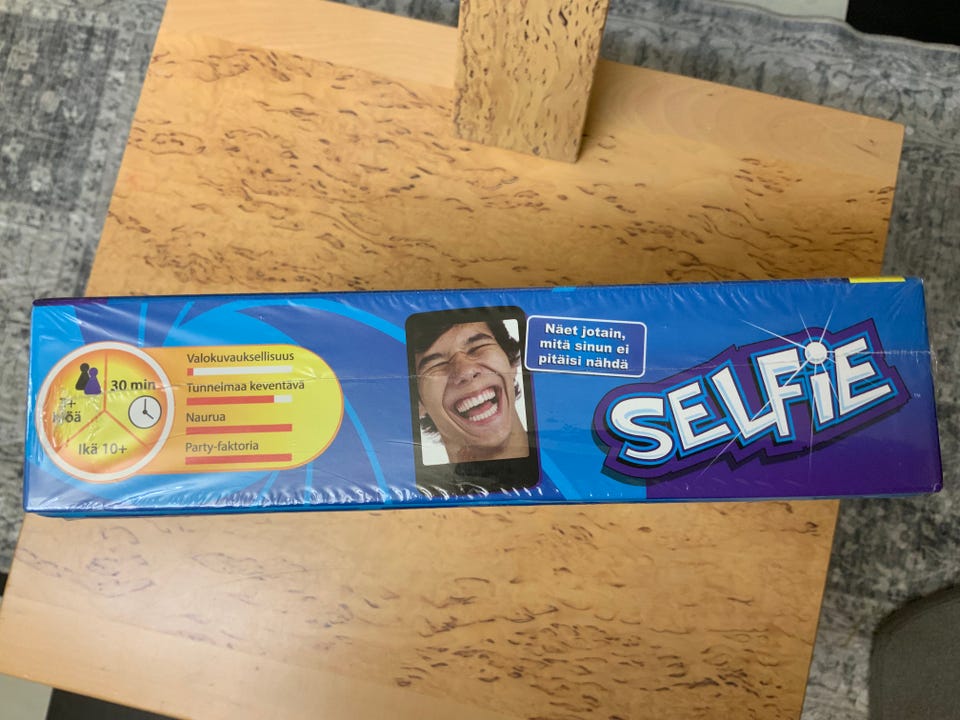 30 min
Ikä 10+
Valokuvauksellisuus
Tunneimaa keventävä
Naurua
Party-faktoria
Näet jotain,
mitä sinun ei
pitäisi nähdä
SELFiE